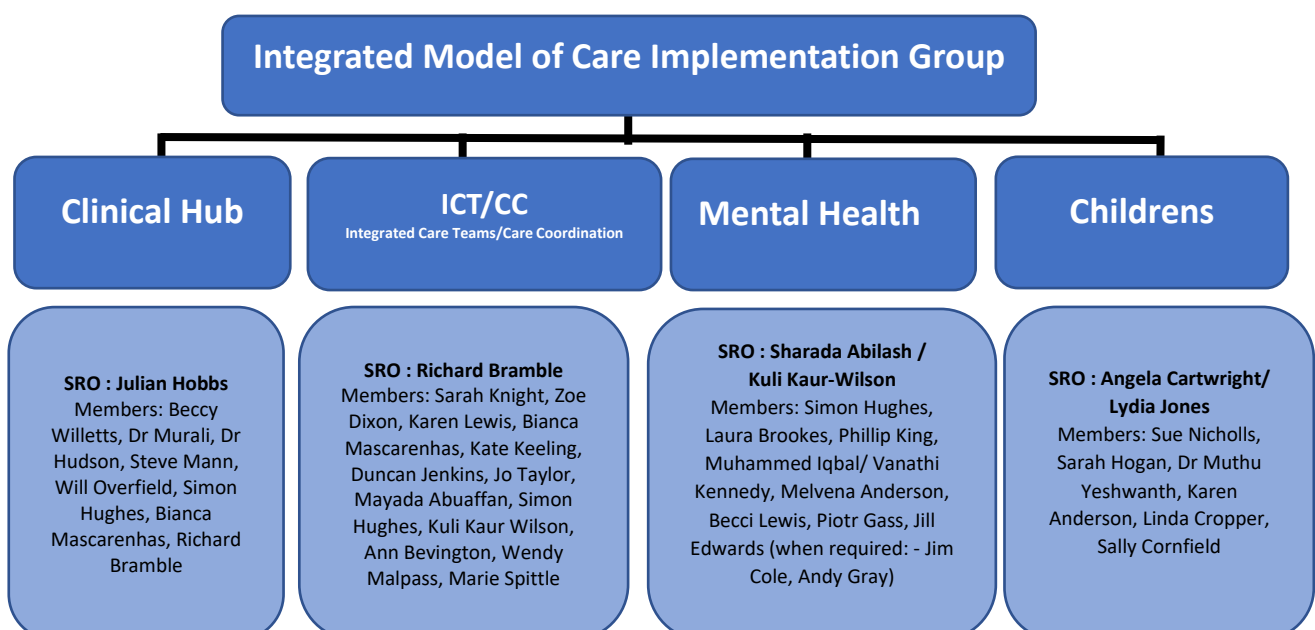 Integrated Model of Care Implementation Group
Clinical Hub
ICT/CC
Integrated Care Teams/Care Coordination
Mental Health
Childrens
SRO : Julian Hobbs
Members: Beccy
Willetts, Dr Murali, Dr
Hudson, Steve Mann,
Will Overfield, Simon
Hughes, Bianca
Mascarenhas, Richard
Bramble
SRO : Richard Bramble
Members: Sarah Knight, Zoe
Dixon, Karen Lewis, Bianca
Mascarenhas, Kate Keeling,
Duncan Jenkins, Jo Taylor,
Mayada Abuaffan, Simon
Hughes, Kuli Kaur Wilson,
Ann Bevington, Wendy
Malpass, Marie Spittle
SRO : Sharada Abilash /
Kuli Kaur-Wilson
Members: Simon Hughes,
Laura Brookes, Phillip King,
Muhammed Iqbal/ Vanathi
Kennedy, Melvena Anderson,
Becci Lewis, Piotr Gass, Jill
Edwards (when required: - Jim
Cole, Andy Gray)
SRO : Angela Cartwright/
Lydia Jones
Members: Sue Nicholls,
Sarah Hogan, Dr Muthu
Yeshwanth, Karen
Anderson, Linda Cropper,
Sally Cornfield